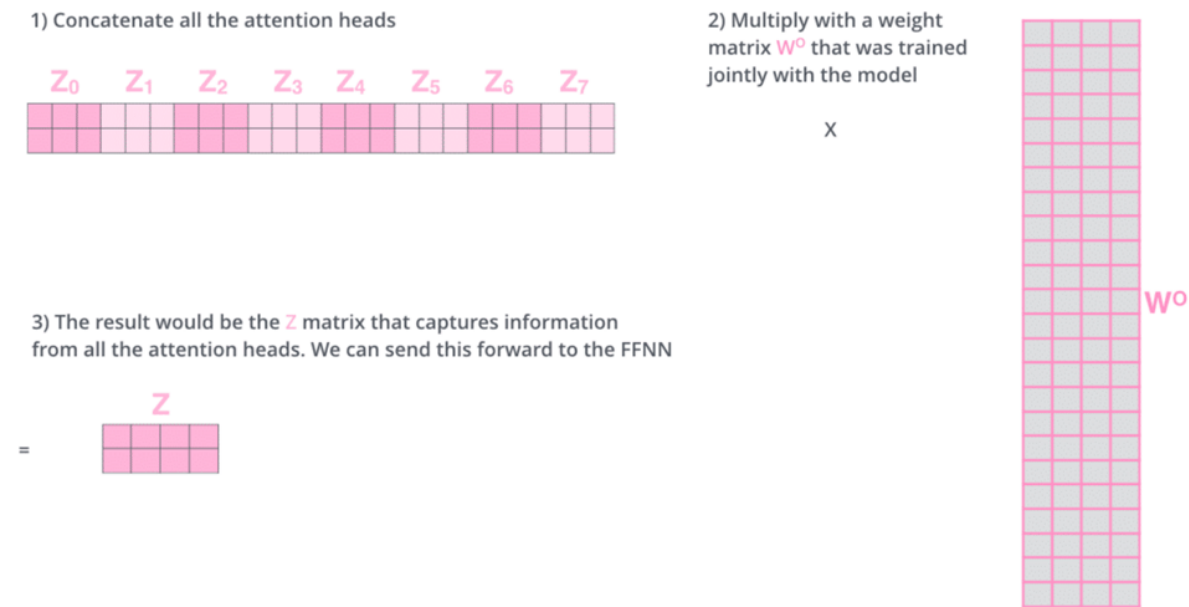 1) Concatenate all the attention heads
Z0 Z1 Z2 Z3 Z4 Z5 Z6 Z7
2) Multiply with a weight
matrix W^O that was trained
jointly with the model
X
W^O
3) The result would be the Z matrix that captures information
from all the attention heads. We can send this forward to the FFNN
Z
=